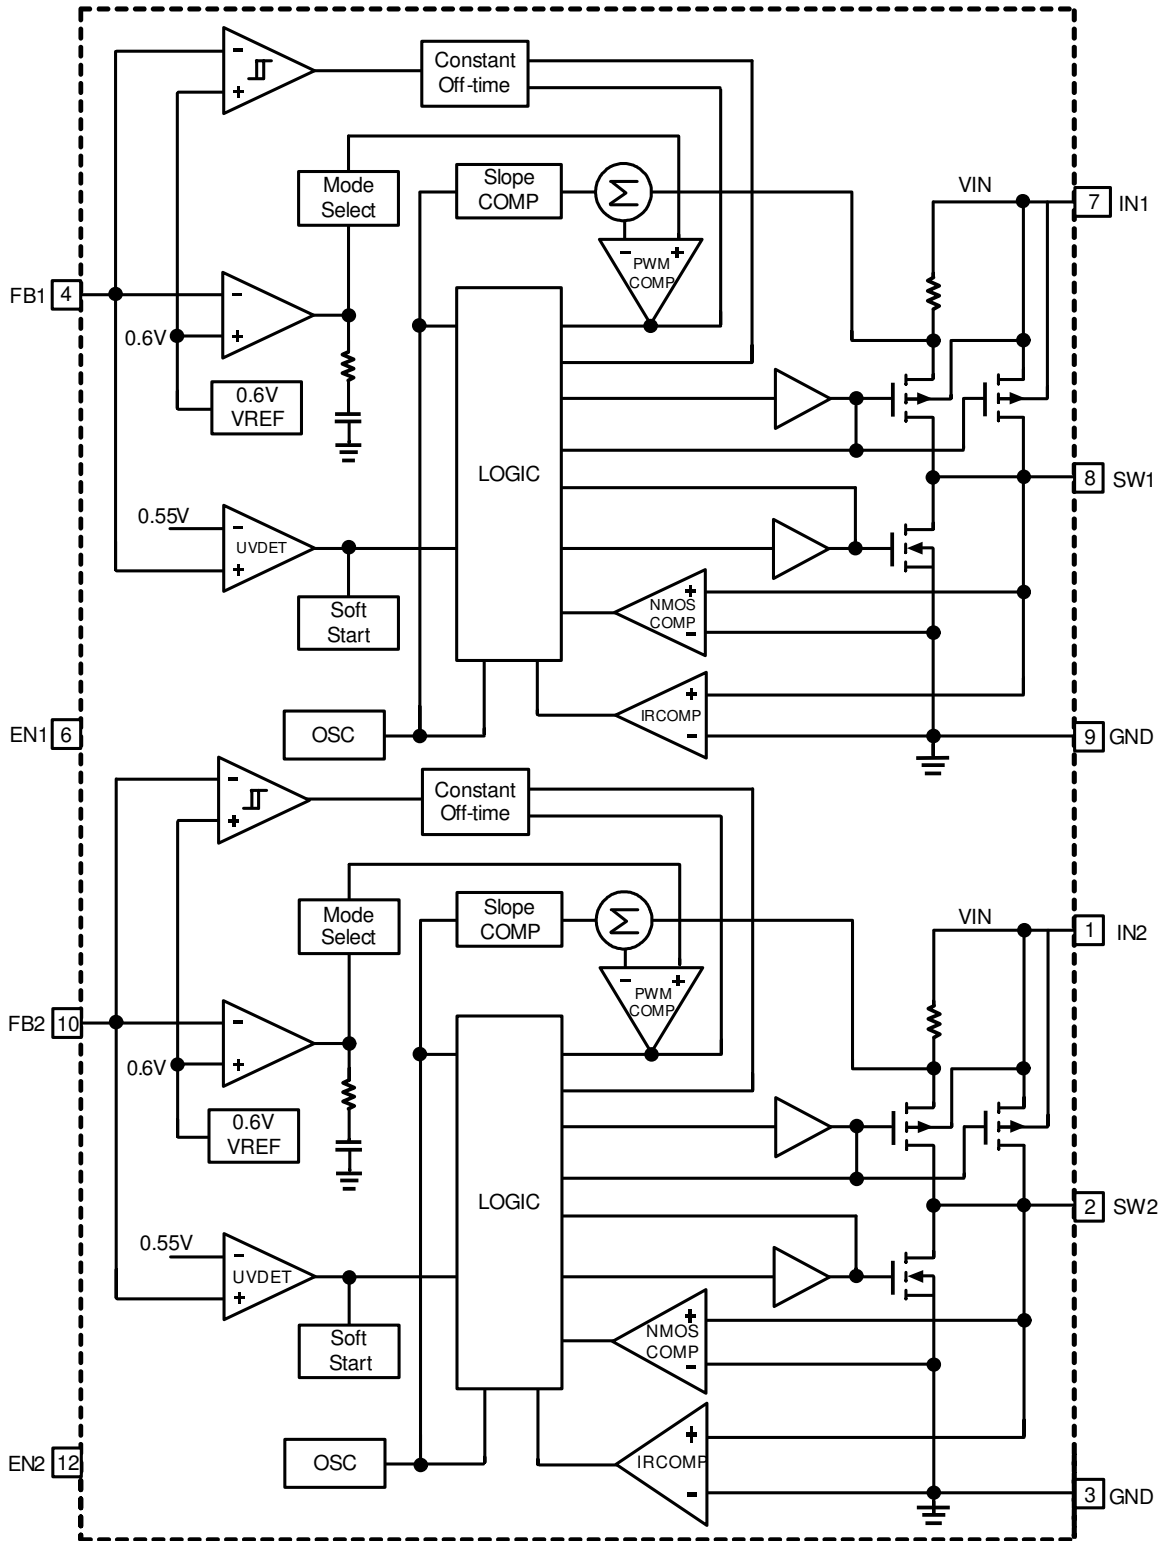 Constant
Off-time
Mode
Select
Slope
COMP
Σ
VIN
7 IN1
- +
PWM
COMP
FB1 4
- +
0.6V
0.6V
VREF
LOGIC
8 SW1
0.55V
UVDET
Soft
Start
NMOS
COMP
IRCOMP
EN1 6
OSC
9 GND
Constant
Off-time
Mode
Select
Slope
COMP
Σ
VIN
1 IN2
- +
PWM
COMP
FB2 10
- +
0.6V
0.6V
VREF
LOGIC
2 SW2
0.55V
UVDET
Soft
Start
NMOS
COMP
IRCOMP
EN2 12
OSC
3 GND